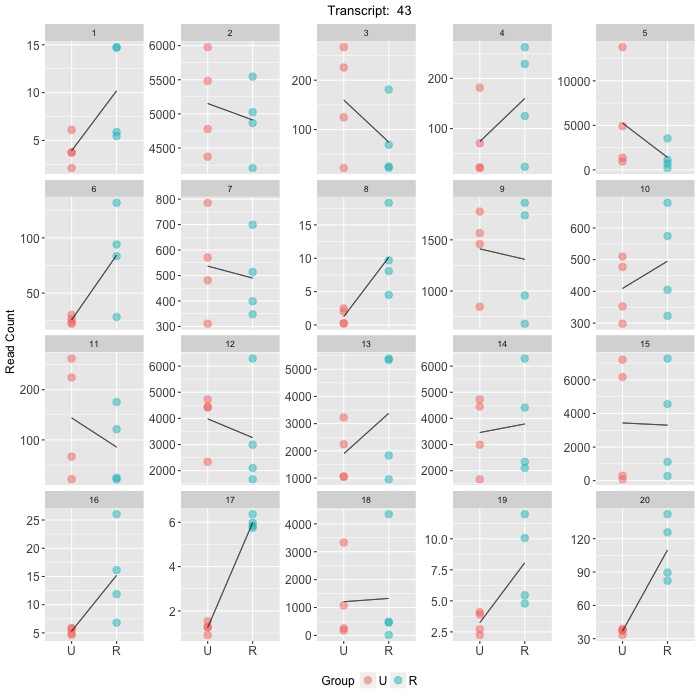 Transcript: 43
1 2 3 4 5
15 10 5
6000 5500 5000 4500
200 100
200 100
10000 5000 0
6 7 8 9 10
100 50
800 700 600 500 400 300
15 10 5 0
1500 1000
600 500 400 300
Read Count
11 12 13 14 15
200 100
6000 5000 4000 3000 2000
5000 4000 3000 2000 1000
6000 5000 4000 3000 2000
6000 4000 2000 0
16 17 18 19 20
25 20 15 10 5
6 4 2
4000 3000 2000 1000 0
10.0 7.5 5.0 2.5
120 90 60 30
U R U R U R U R U R
Group U R